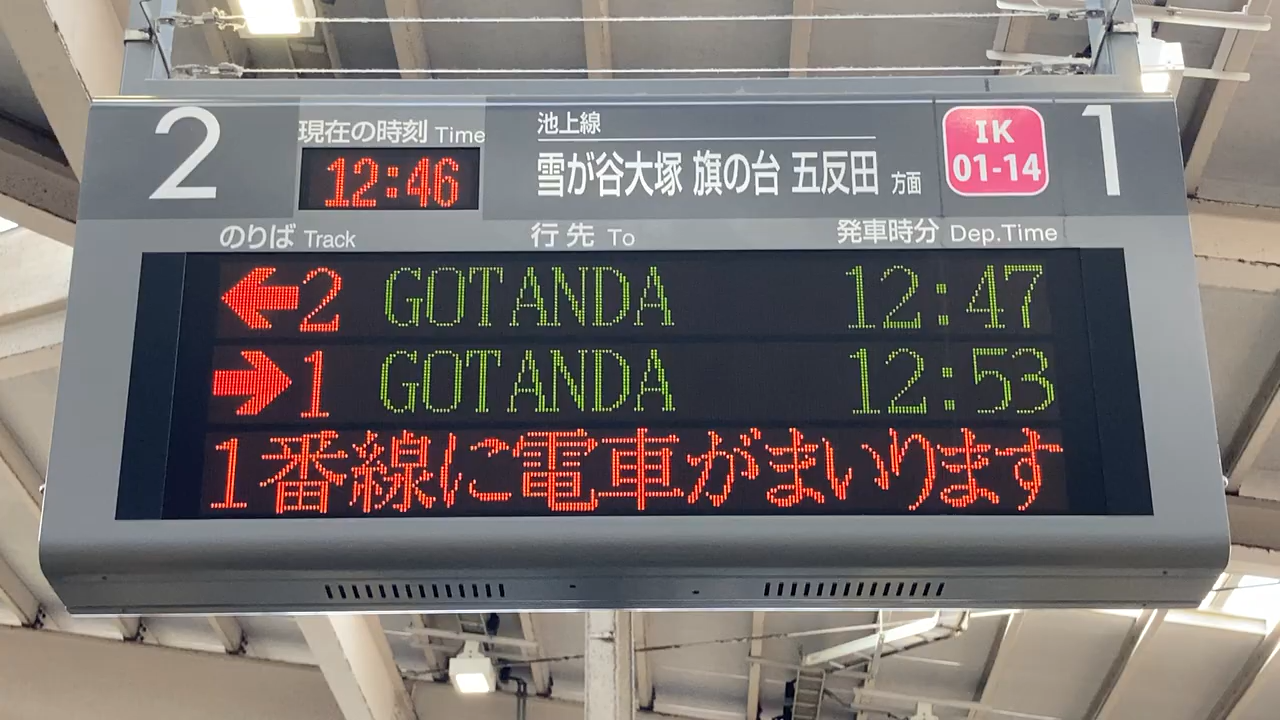 2
現在の時刻 Time
12:46
池上線
雪が谷大塚 旗の台 五反田 方面
IK
01-14
1
のりば Track 行先 To 発車時分 Dep.Time
←2 GOTANDA 12:47
→1 GOTANDA 12:53
1番線に電車がまいります